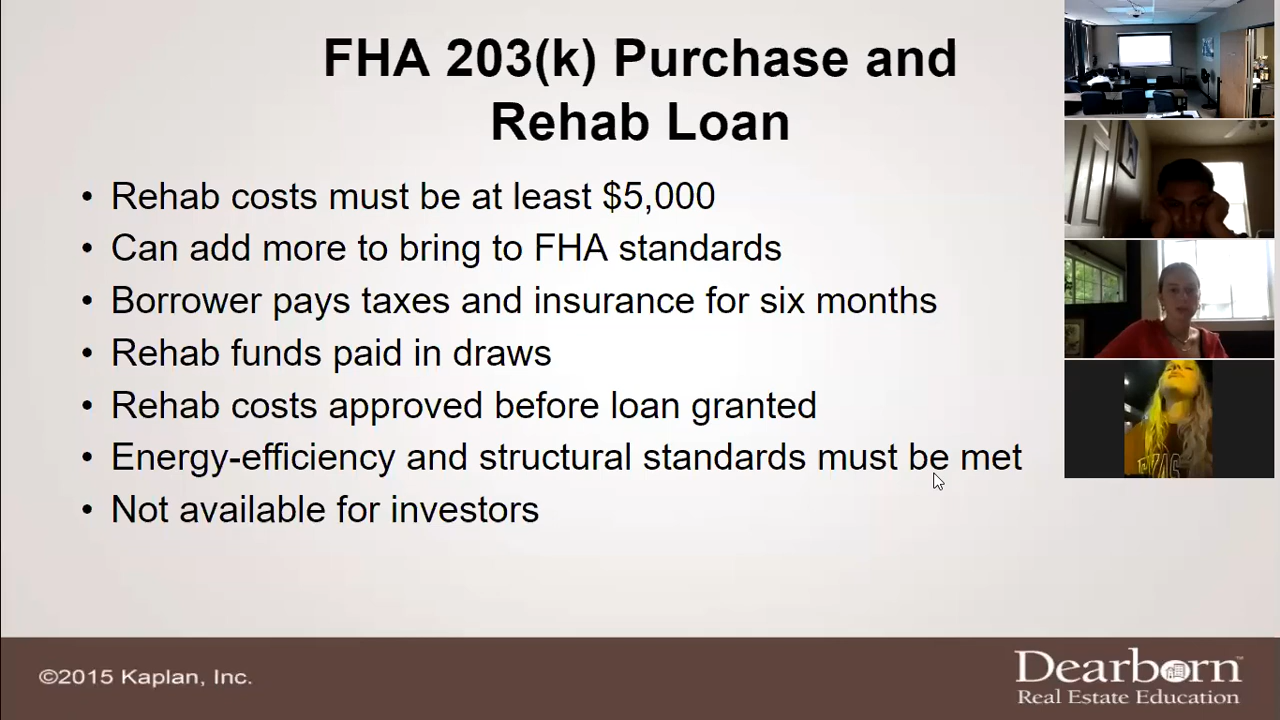 FHA 203(k) Purchase and
Rehab Loan
• Rehab costs must be at least $5,000
• Can add more to bring to FHA standards
• Borrower pays taxes and insurance for six months
• Rehab funds paid in draws
• Rehab costs approved before loan granted
• Energy-efficiency and structural standards must be met
• Not available for investors
©2015 Kaplan, Inc.
Dearborn™
Real Estate Education